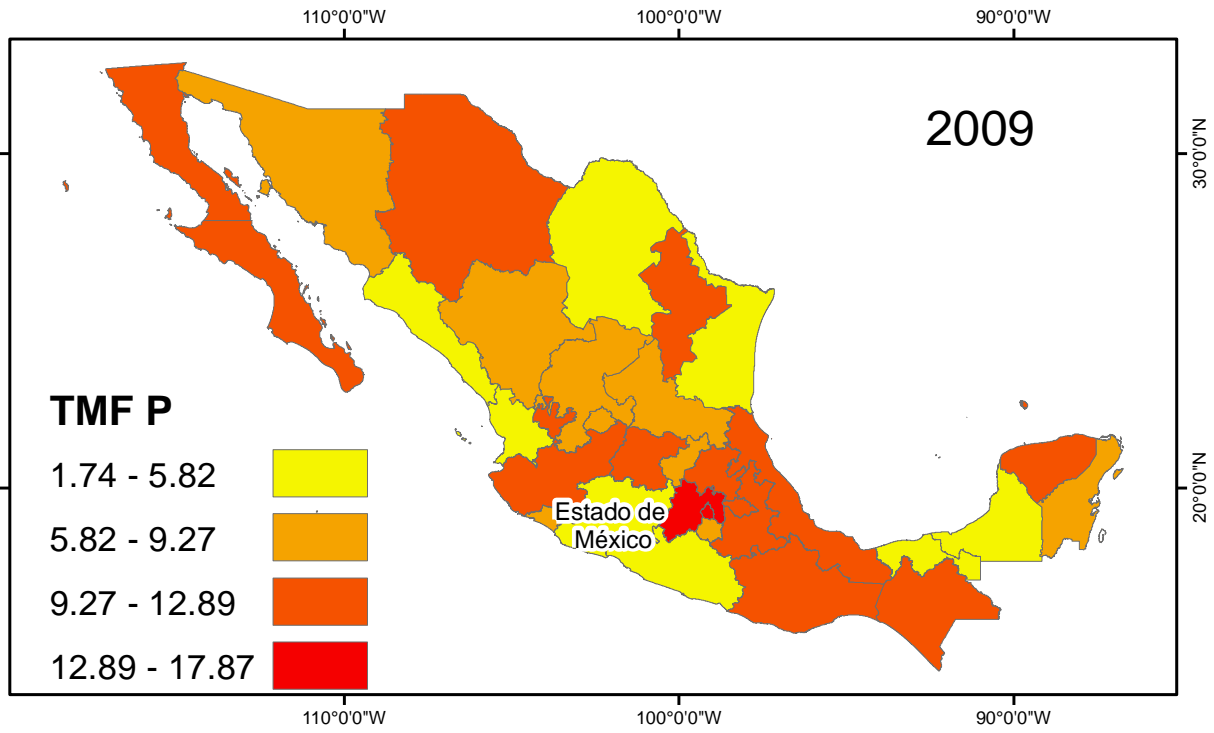 110°0'0"W 100°0'0"W 90°0'0"W
2009
30°0'0"N
TMF P
1.74 - 5.82
5.82 - 9.27
9.27 - 12.89
12.89 - 17.87
Estado de
México
20°0'0"N
110°0'0"W 100°0'0"W 90°0'0"W